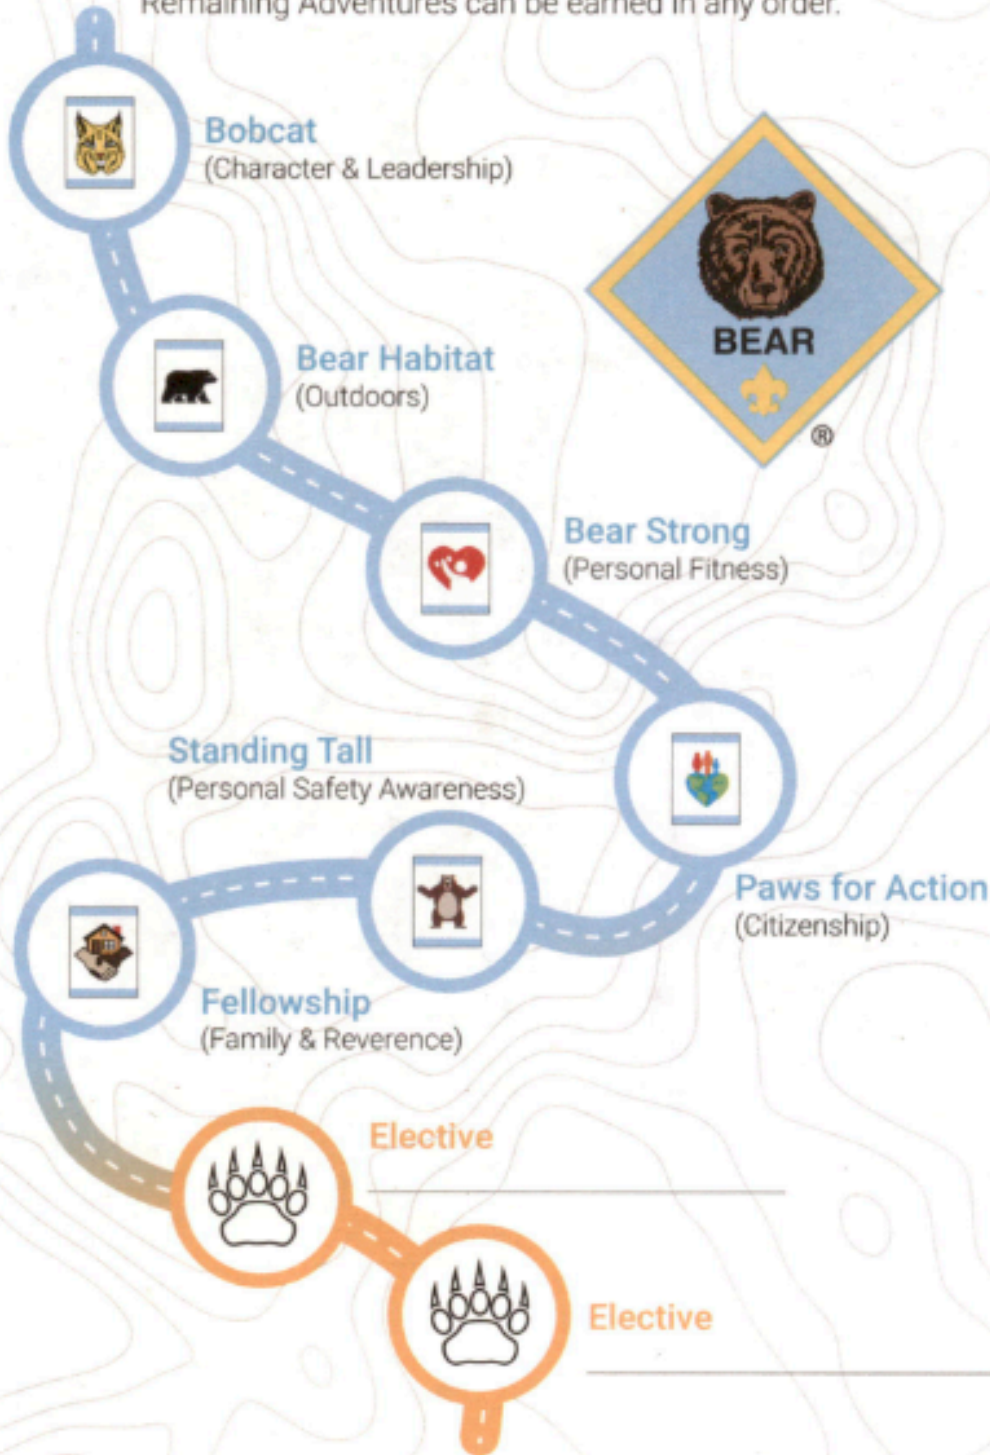 Remaining Adventures can be earned in any order.
Bobcat
(Character & Leadership)
BEAR
®
Bear Habitat
(Outdoors)
Bear Strong
(Personal Fitness)
Standing Tall
(Personal Safety Awareness)
Paws for Action
(Citizenship)
Fellowship
(Family & Reverence)
Elective
Elective